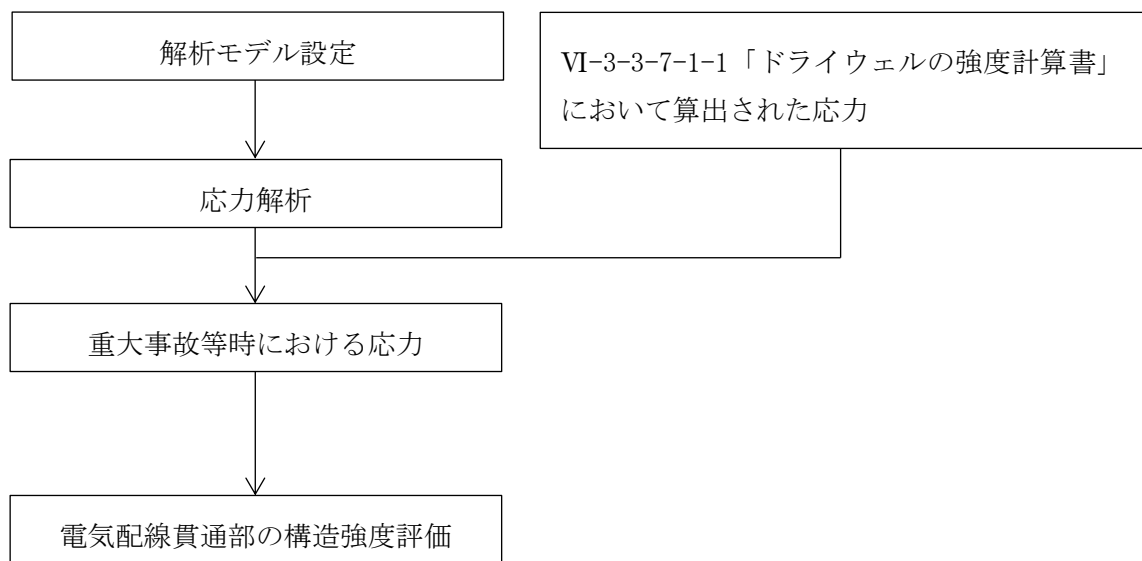 解析モデル設定
Ⅵ-3-3-7-1-1「ドライウェルの強度計算書」
において算出された応力
応力解析
重大事故等時における応力
電気配線貫通部の構造強度評価